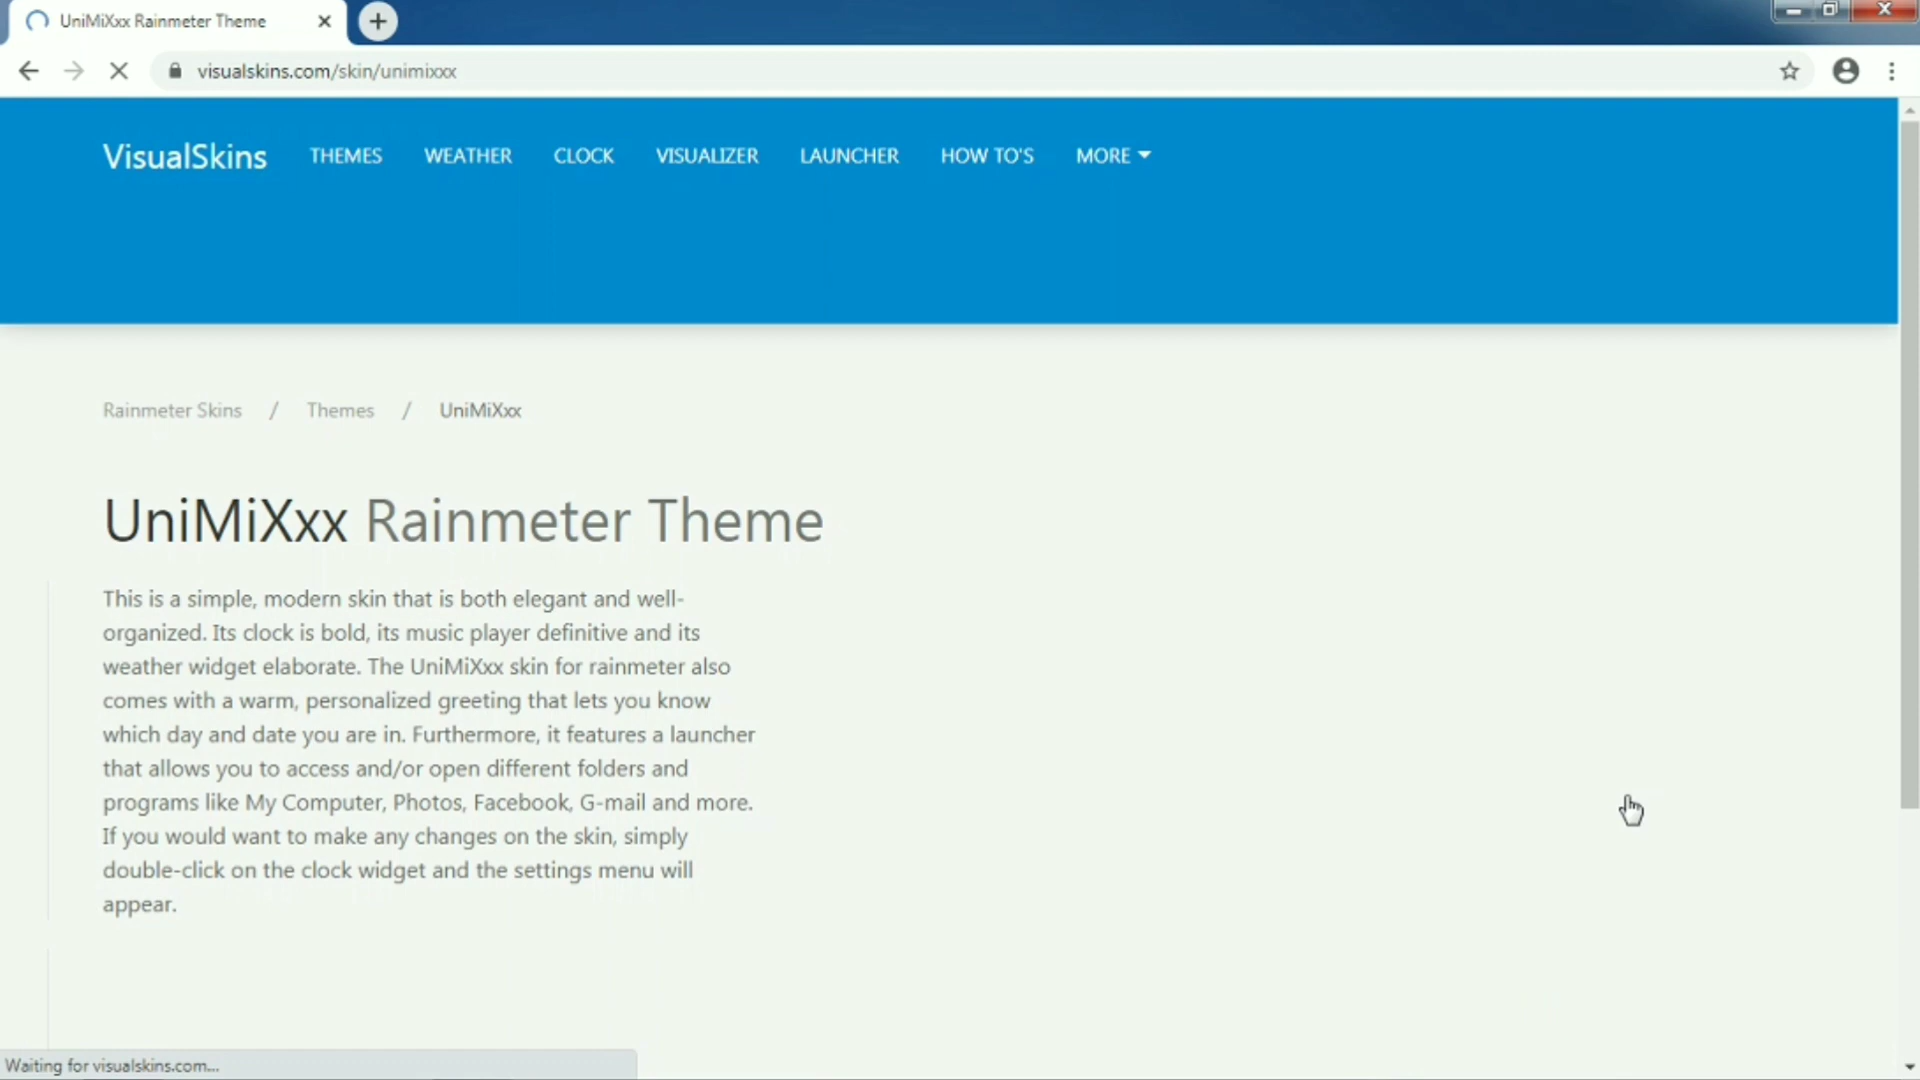 UniMiXxx Rainmeter Theme
visualskins.com/skin/unimixxx
VisualSkins THEMES WEATHER CLOCK VISUALIZER LAUNCHER HOW TO'S MORE
Rainmeter Skins / Themes / UniMiXxx
UniMiXxx Rainmeter Theme
This is a simple, modern skin that is both elegant and well-
organized. Its clock is bold, its music player definitive and its
weather widget elaborate. The UniMiXxx skin for rainmeter also
comes with a warm, personalized greeting that lets you know
which day and date you are in. Furthermore, it features a launcher
that allows you to access and/or open different folders and
programs like My Computer, Photos, Facebook, G-mail and more.
If you would want to make any changes on the skin, simply
double-click on the clock widget and the settings menu will
appear.
Waiting for visualskins.com...